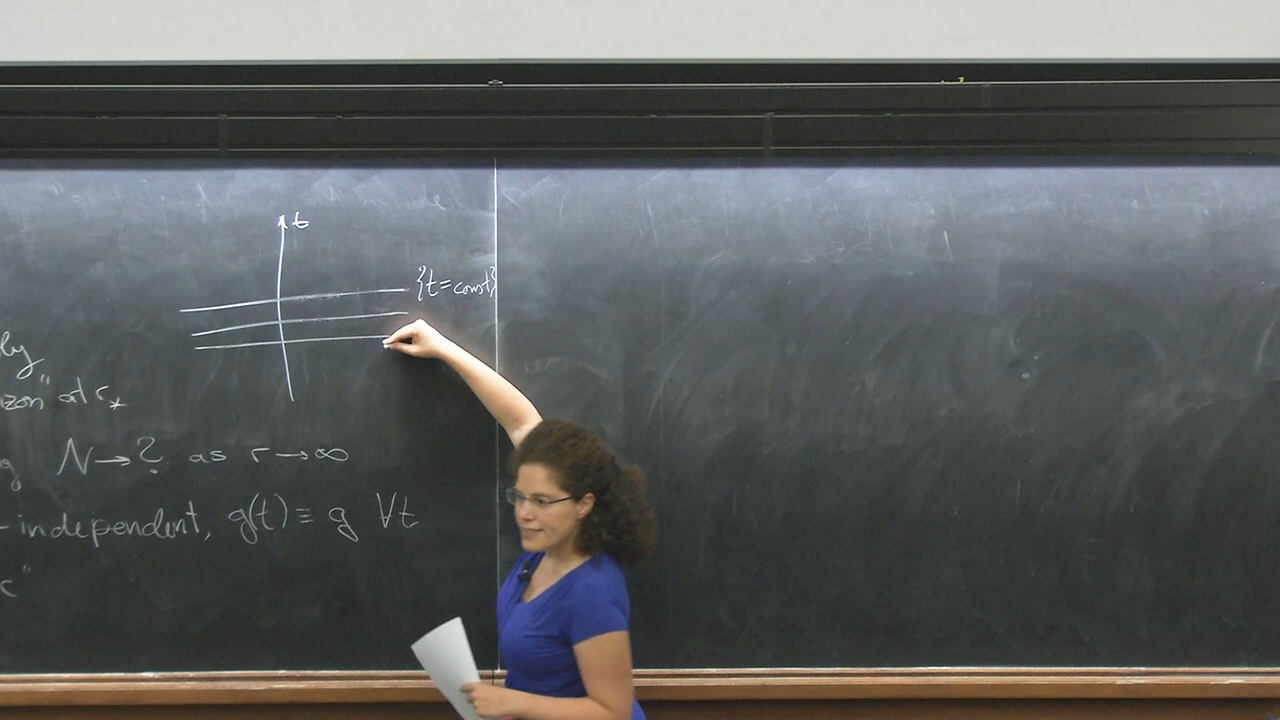 t
{t=const}
ly
zon" at r*
g N→? as r→∞
-independent, g(t)≡g ∀t
c"